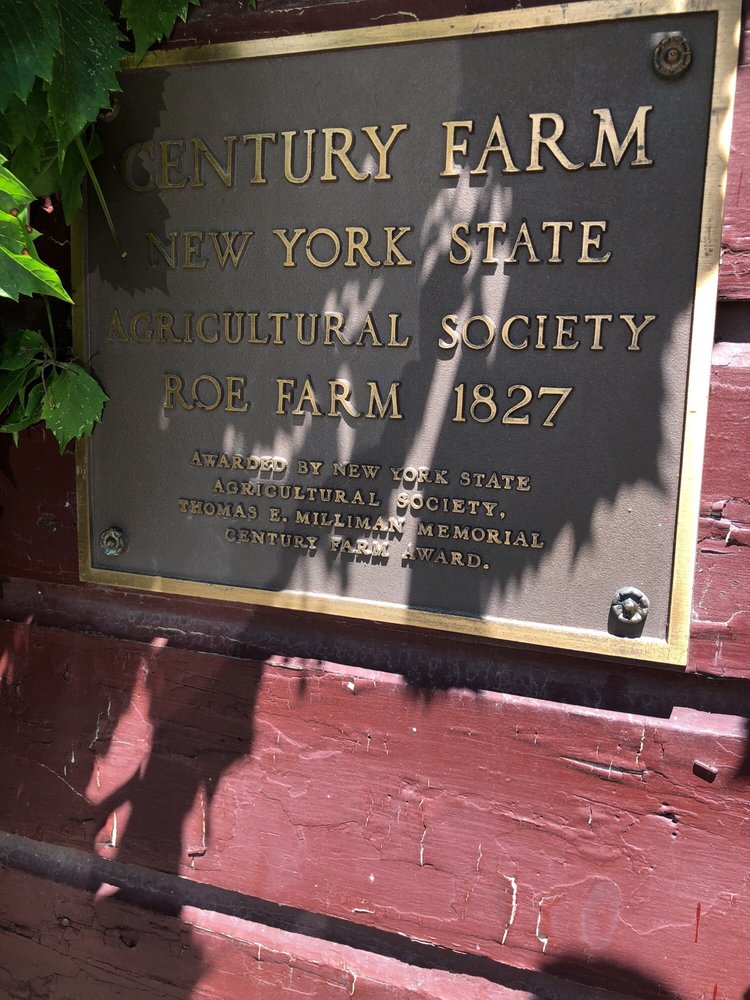 CENTURY FARM
NEW YORK STATE
AGRICULTURAL SOCIETY
ROE FARM 1827
AWARDED BY NEW YORK STATE
AGRICULTURAL SOCIETY,
THOMAS E. MILLIMAN MEMORIAL
CENTURY FARM AWARD.